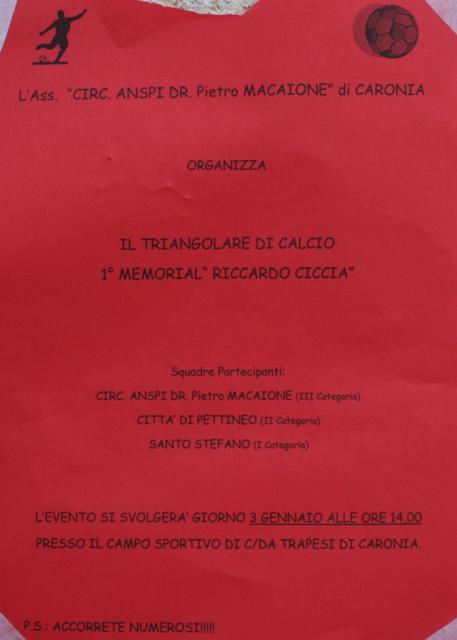 L'Ass. "CIRC. ANSPI DR. Pietro MACAIONE" di CARONIA
ORGANIZZA
IL TRIANGOLARE DI CALCIO
1° MEMORIAL" RICCARDO CICCIA"
Squadre Partecipanti:
CIRC. ANSPI DR. Pietro MACAIONE (III Categoria)
CITTA' DI PETTINEO (II Categoria)
SANTO STEFANO (I Categoria)
L'EVENTO SI SVOLGERA' GIORNO 3 GENNAIO ALLE ORE 14,00
PRESSO IL CAMPO SPORTIVO DI C/DA TRAPESI DI CARONIA.
P.S.: ACCORRETE NUMEROSI!!!!!